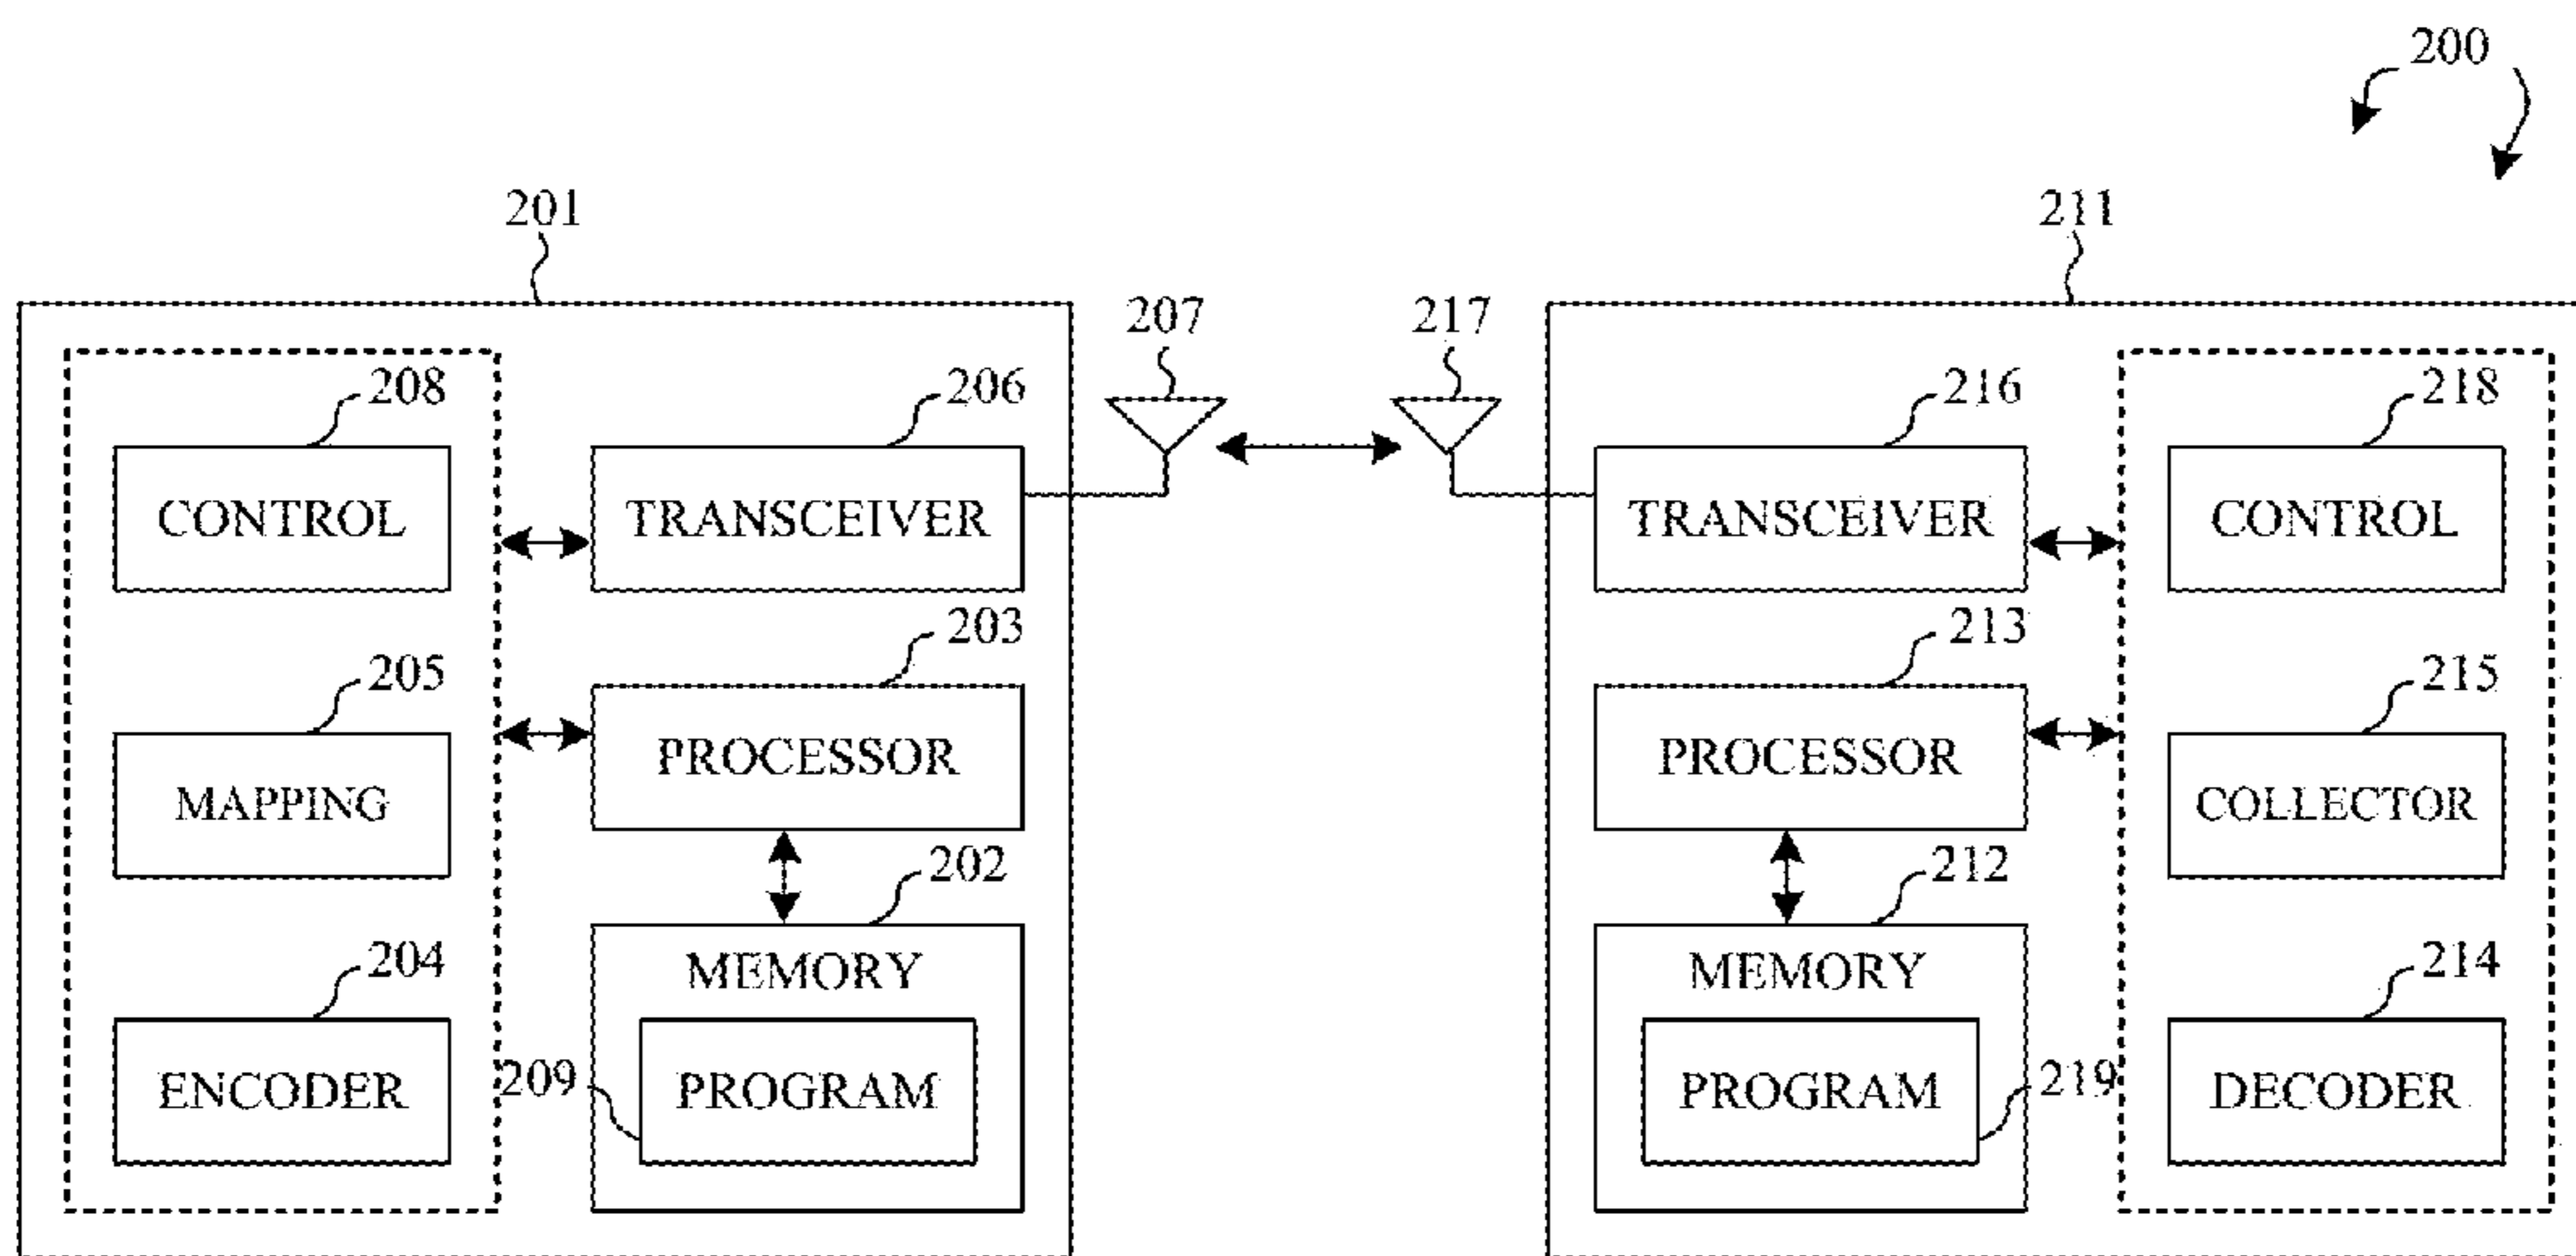 200
201
211
207
217
208
206
216
218
CONTROL
TRANSCEIVER
TRANSCEIVER
CONTROL
205
203
213
215
MAPPING
PROCESSOR
PROCESSOR
COLLECTOR
204
202
212
214
ENCODER
MEMORY
MEMORY
DECODER
209
PROGRAM
PROGRAM
219